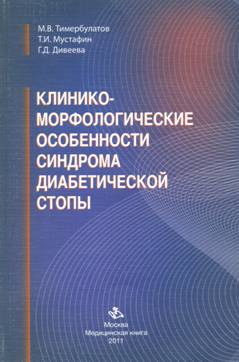 М.В. Тимербулатов
Т.И. Мустафин
Г.Д. Дивеева
КЛИНИКО-
МОРФОЛОГИЧЕСКИЕ
ОСОБЕННОСТИ
СИНДРОМА
ДИАБЕТИЧЕСКОЙ
СТОПЫ
Москва
Медицинская книга
2011